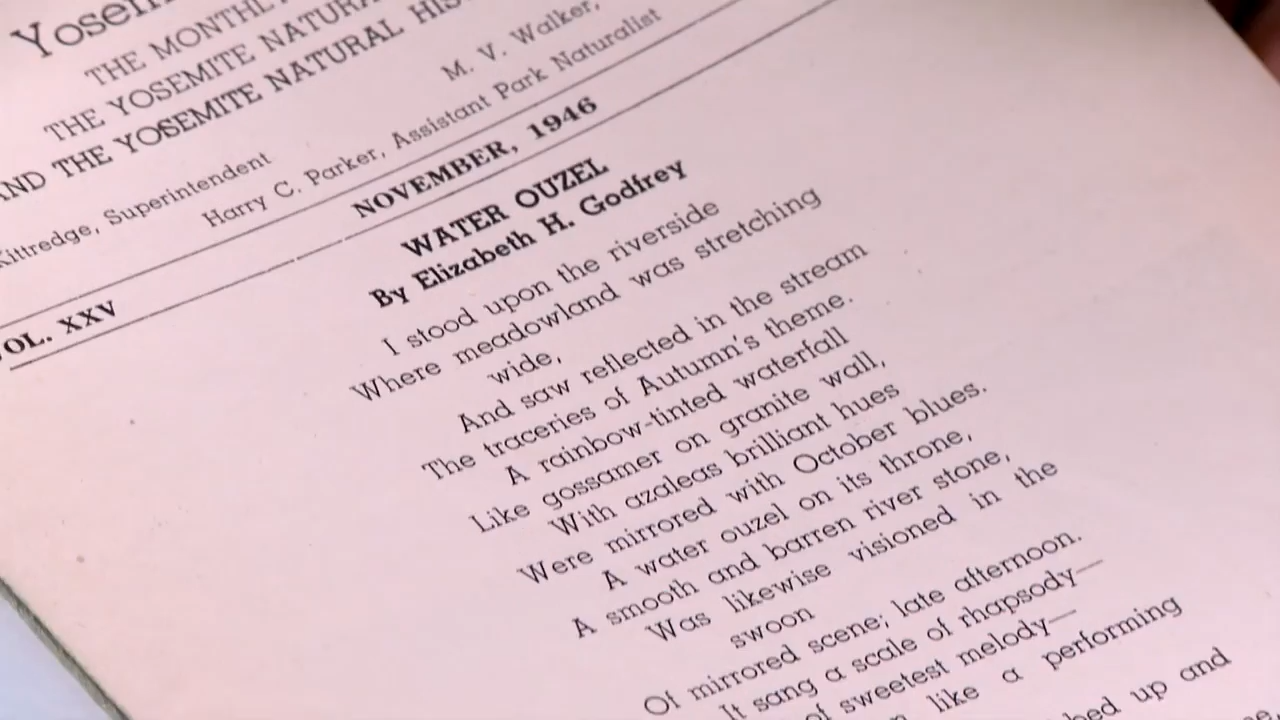 THE MONTHLY
THE YOSEMITE
AND THE YOSEMITE NATURAL
Kittredge, Superintendent
M. V. Walker,
Harry C. Parker, Assistant Park Naturalist
VOL. XXV
NOVEMBER, 1946
WATER OUZEL
By Elizabeth H. Godfrey
I stood upon the riverside
Where meadowland was stretching
wide,
And saw reflected in the stream
The traceries of Autumn's theme.
A rainbow-tinted waterfall
Like gossamer on granite wall,
With azaleas brilliant hues
Were mirrored with October blues.
A water ouzel on its throne,
A smooth and barren river stone,
Was likewise visioned in the
swoon
Of mirrored scene; late afternoon.
It sang a scale of rhapsody—
of sweetest melody—
like a performing
up and